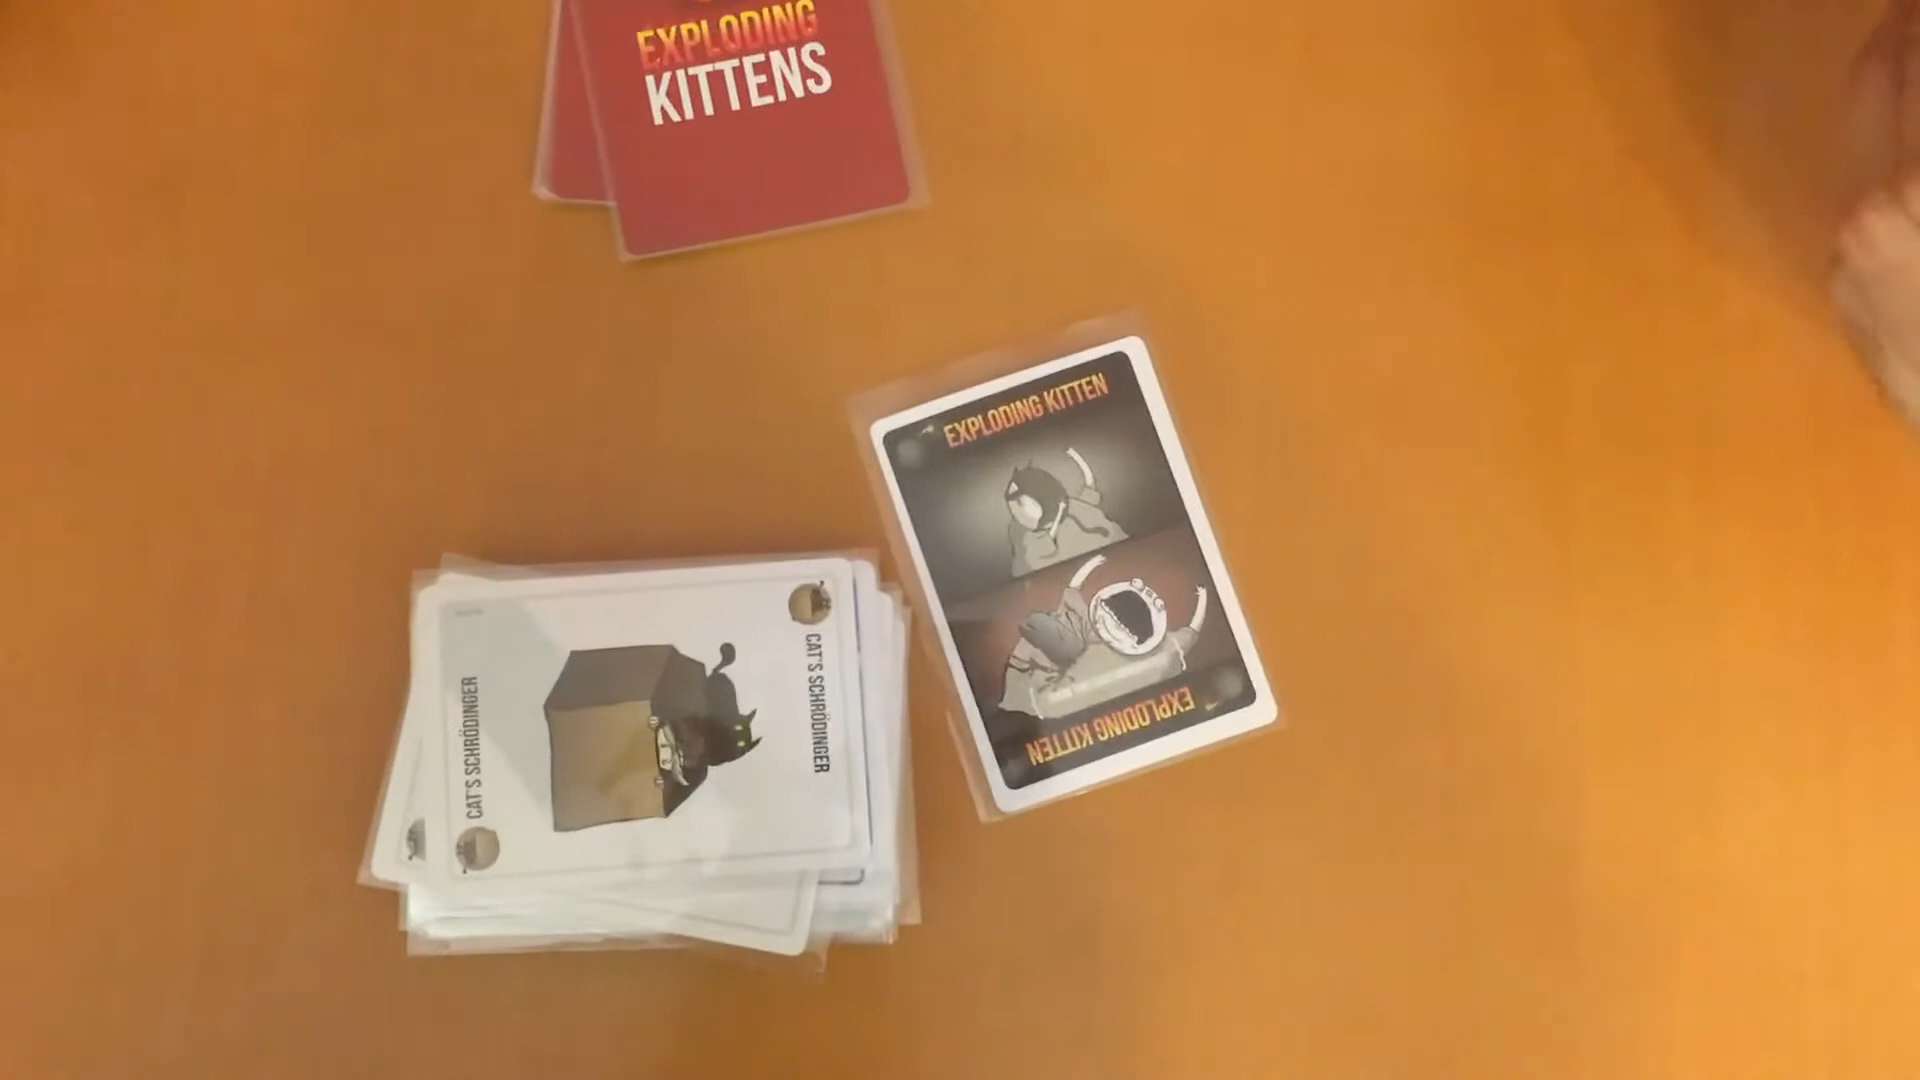 EXPLODING
KITTENS
EXPLODING KITTEN
EXPLODING KITTEN
CAT'S SCHRÖDINGER
CAT'S SCHRÖDINGER